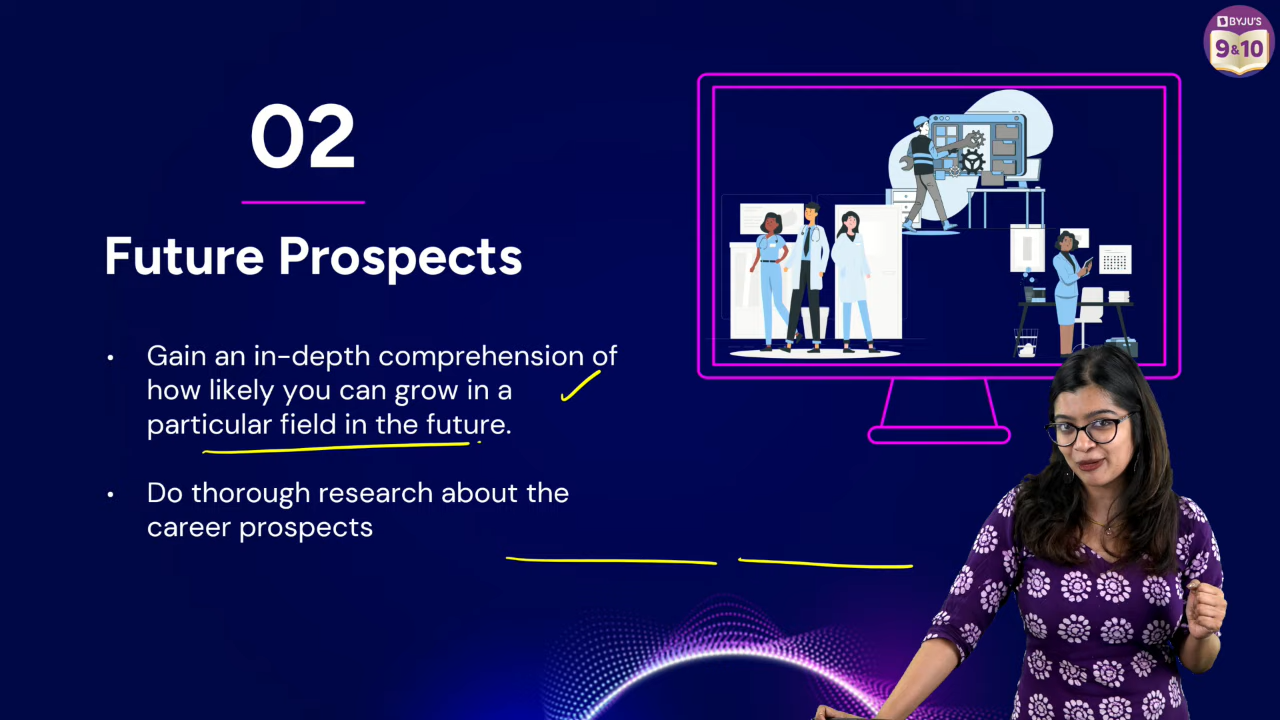 BYJU'S
9&10
02
Future Prospects
• Gain an in-depth comprehension of
how likely you can grow in a
particular field in the future.
• Do thorough research about the
career prospects